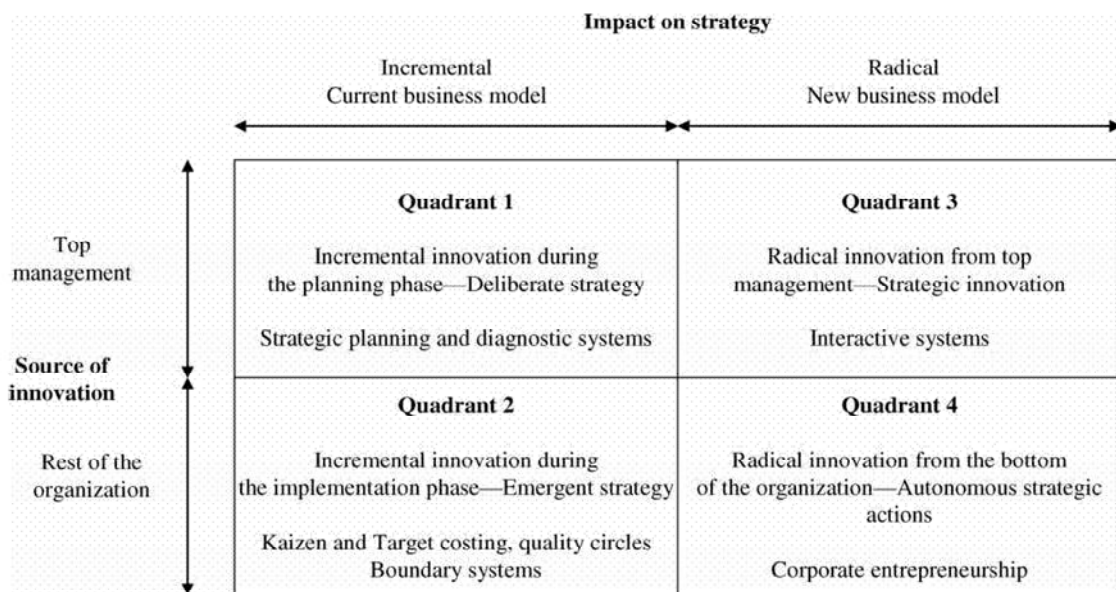 Impact on strategy
Incremental
Current business model
Radical
New business model
Top
management
Source of
innovation
Rest of the
organization
Quadrant 1
Incremental innovation during
the planning phase—Deliberate strategy
Strategic planning and diagnostic systems
Quadrant 3
Radical innovation from top
management—Strategic innovation
Interactive systems
Quadrant 2
Incremental innovation during
the implementation phase—Emergent strategy
Kaizen and Target costing, quality circles
Boundary systems
Quadrant 4
Radical innovation from the bottom
of the organization—Autonomous strategic
actions
Corporate entrepreneurship